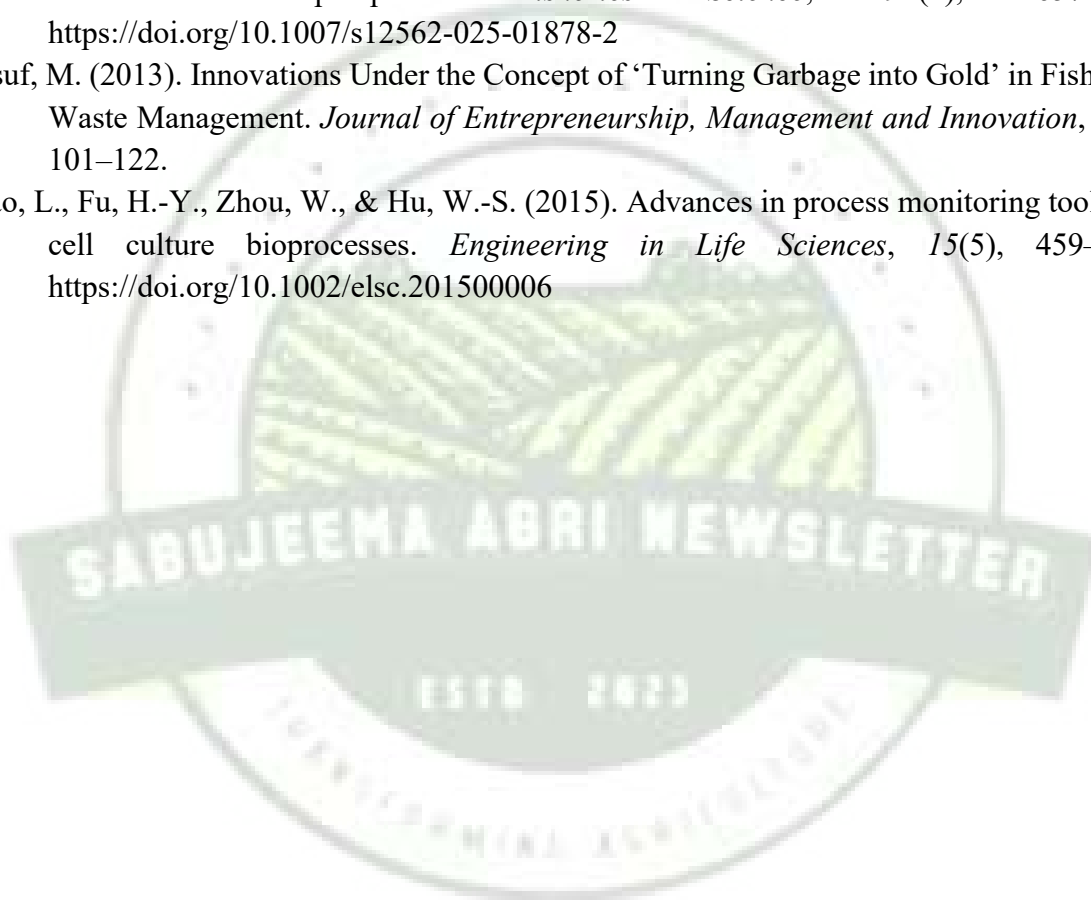 https://doi.org/10.1007/s12562-025-01878-2
suf, M. (2013). Innovations Under the Concept of ‘Turning Garbage into Gold’ in Fish
Waste Management. Journal of Entrepreneurship, Management and Innovation,
101–122.
o, L., Fu, H.-Y., Zhou, W., & Hu, W.-S. (2015). Advances in process monitoring tool
cell culture bioprocesses. Engineering in Life Sciences, 15(5), 459–
https://doi.org/10.1002/elsc.201500006
SABUJEEMA AGRI NEWSLETTER
ESTD 2023
TRANSFORMING AGRICULTURE